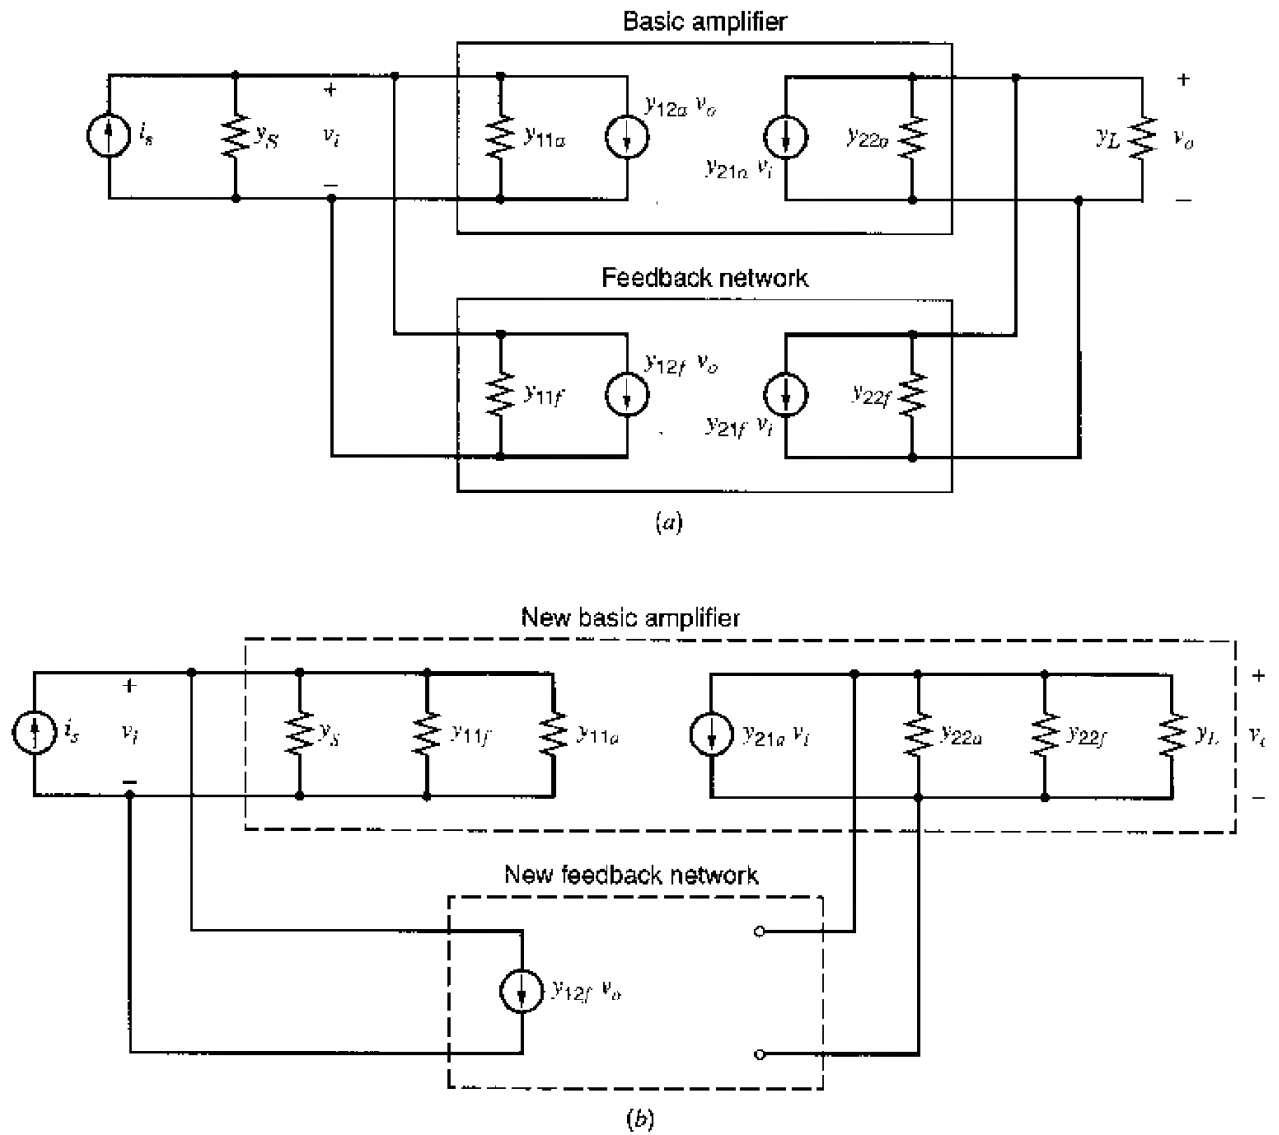 Basic amplifier
i_s y_S + v_i − y_11a y_12a v_o y_21a v_i y_22a y_L + v_o −
Feedback network
y_11f y_12f v_o y_21f v_i y_22f
(a)
New basic amplifier
i_s + v_i − y_S y_11f y_11a y_21a v_i y_22a y_22f y_L + v_o −
New feedback network
y_12f v_o
(b)